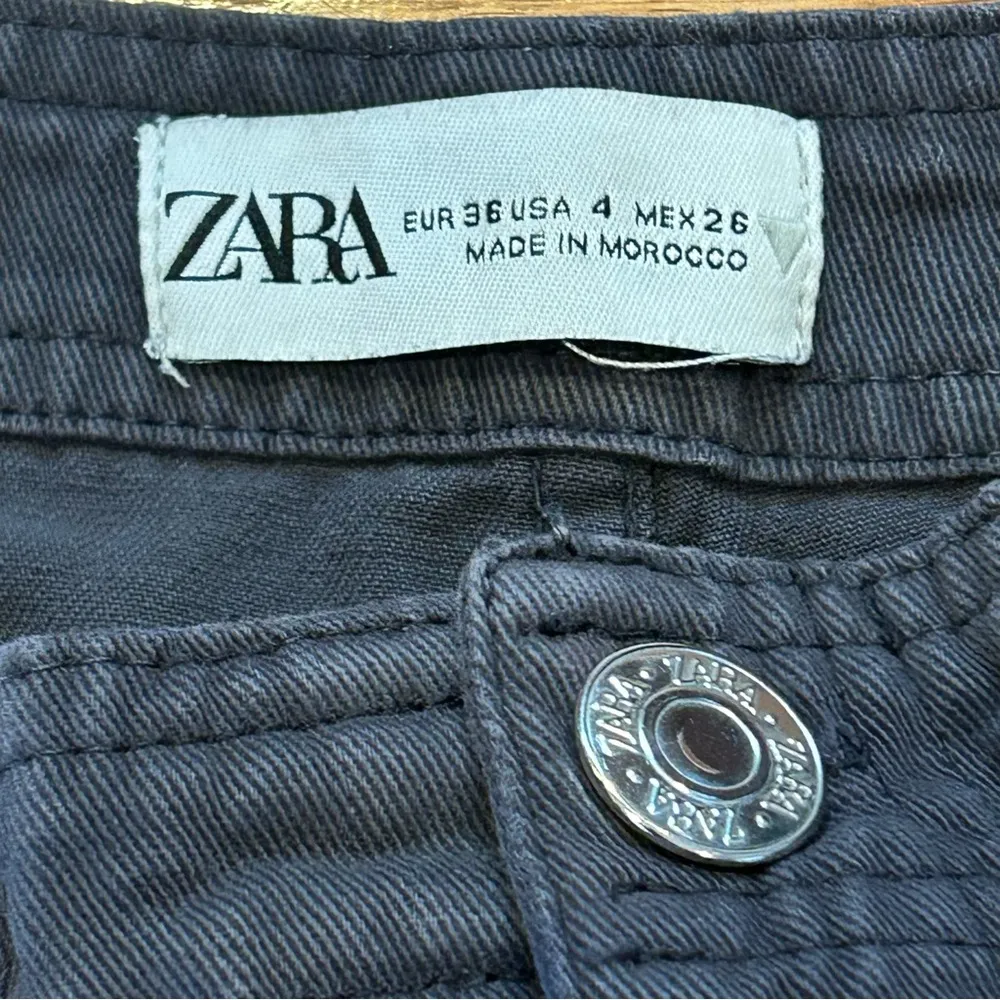 ZARA
EUR 36 USA 4 MEX 26
MADE IN MOROCCO
ZARA · ZARA · ZARA · ZARA ·